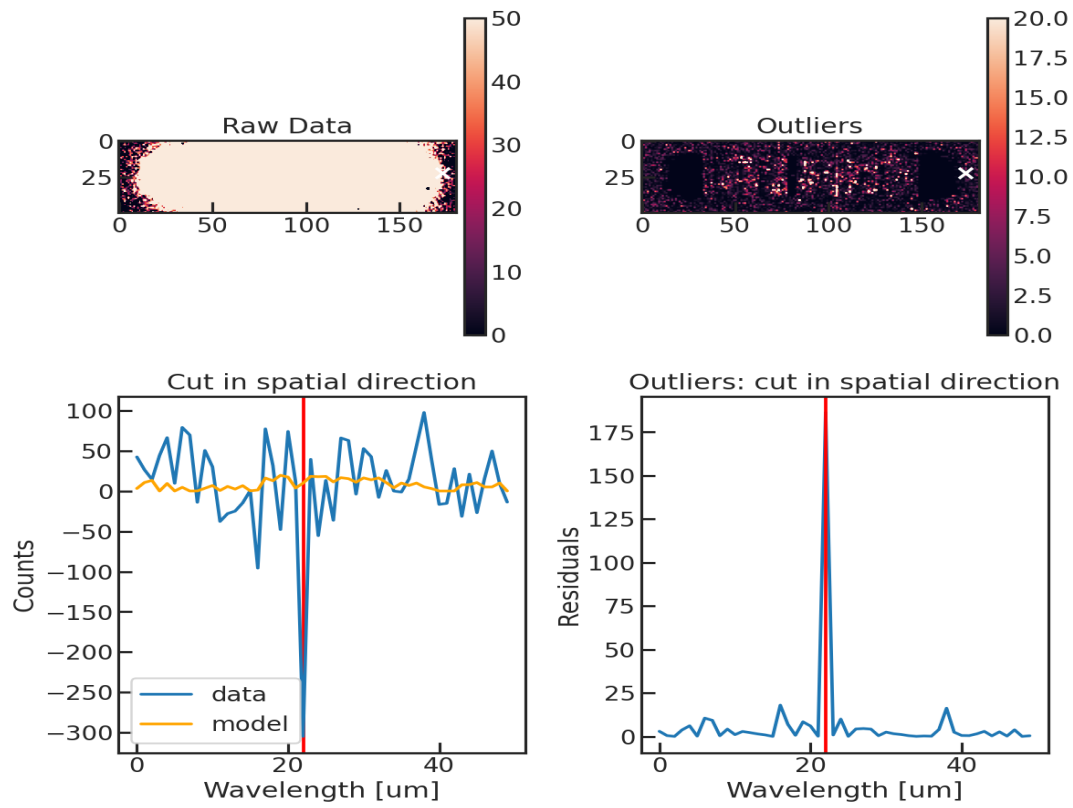 Raw Data
0
25
0 50 100 150
50
40
30
20
10
0
Outliers
0
25
0 50 100 150
20.0
17.5
15.0
12.5
10.0
7.5
5.0
2.5
0.0
Cut in spatial direction
Counts
100
50
0
−50
−100
−150
−200
−250
−300
data
model
0 20 40
Wavelength [um]
Outliers: cut in spatial direction
Residuals
175
150
125
100
75
50
25
0
0 20 40
Wavelength [um]